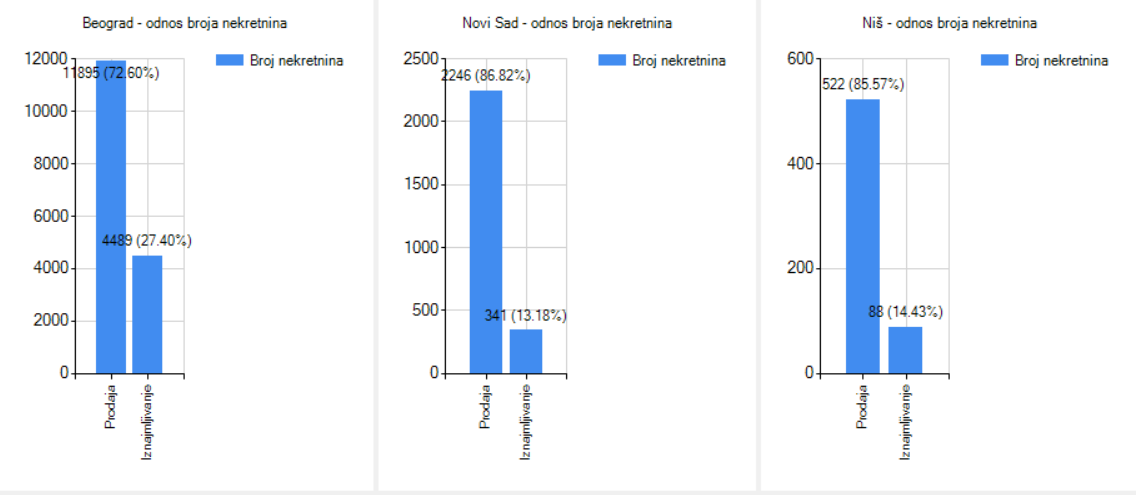 Beograd - odnos broja nekretnina
Broj nekretnina
12000
10000
8000
6000
4000
2000
0
11895 (72.60%)
4489 (27.40%)
Prodaja
Iznajmljivanje
Novi Sad - odnos broja nekretnina
Broj nekretnina
2500
2000
1500
1000
500
0
2246 (86.82%)
341 (13.18%)
Prodaja
Iznajmljivanje
Niš - odnos broja nekretnina
Broj nekretnina
600
400
200
0
522 (85.57%)
88 (14.43%)
Prodaja
Iznajmljivanje